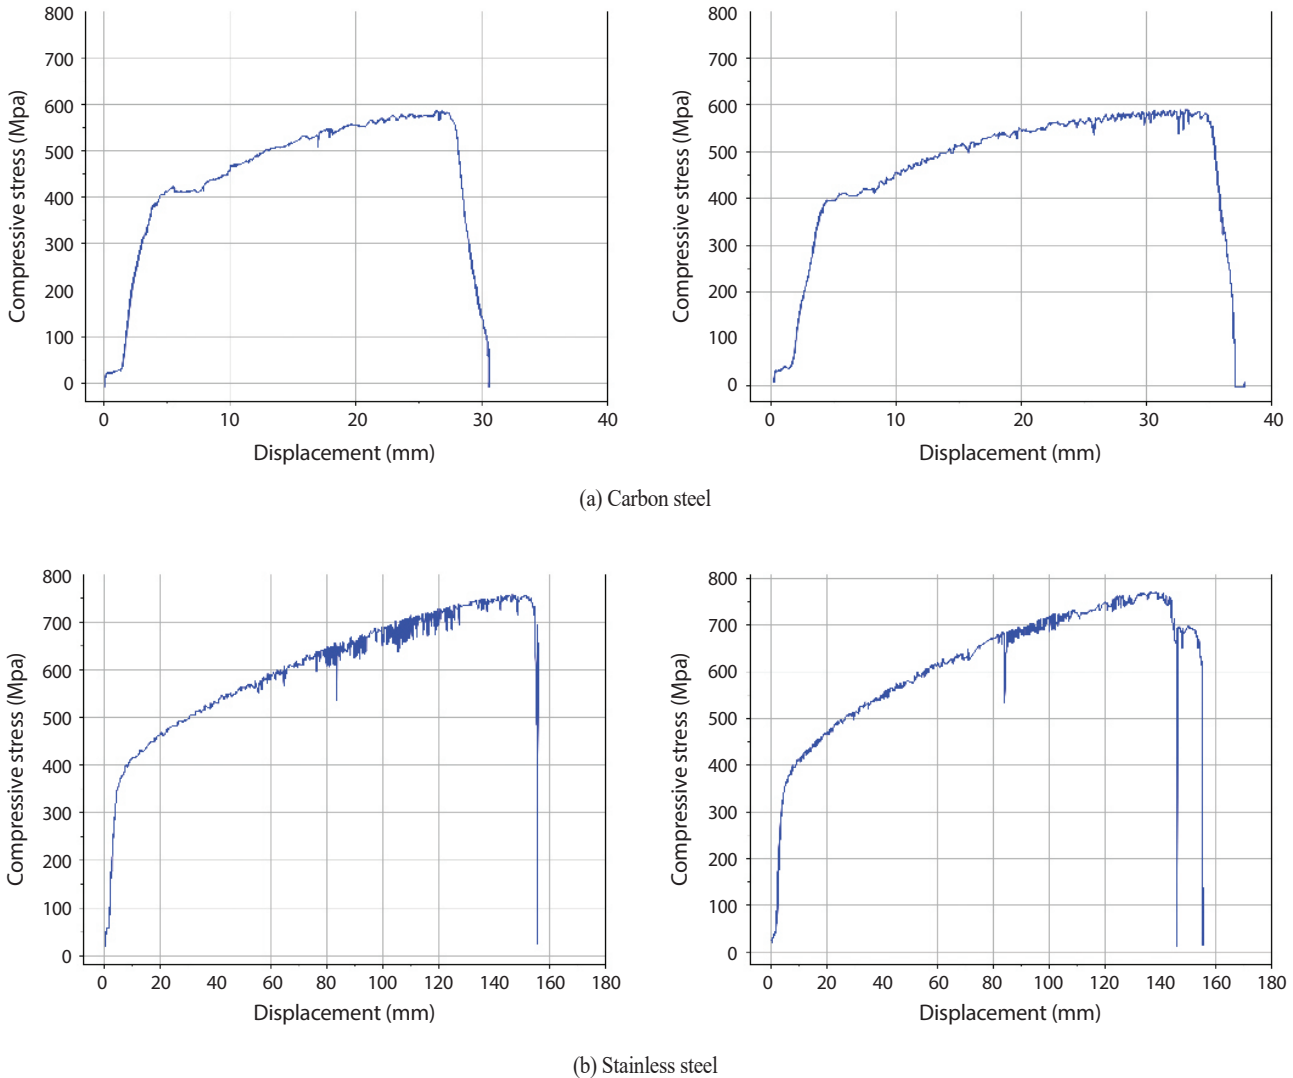 800
700
600
500
400
300
200
100
0
Compressive stress (Mpa)
0 10 20 30 40
Displacement (mm)
800
700
600
500
400
300
200
100
0
Compressive stress (Mpa)
0 10 20 30 40
Displacement (mm)
(a) Carbon steel
800
700
600
500
400
300
200
100
0
Compressive stress (Mpa)
0 20 40 60 80 100 120 140 160 180
Displacement (mm)
800
700
600
500
400
300
200
100
0
Compressive stress (Mpa)
0 20 40 60 80 100 120 140 160 180
Displacement (mm)
(b) Stainless steel